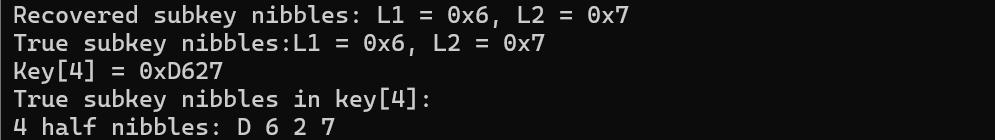 Recovered subkey nibbles: L1 = 0x6, L2 = 0x7
True subkey nibbles:L1 = 0x6, L2 = 0x7
Key[4] = 0xD627
True subkey nibbles in key[4]:
4 half nibbles: D 6 2 7